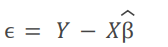 ϵ = Y − Xβ̂